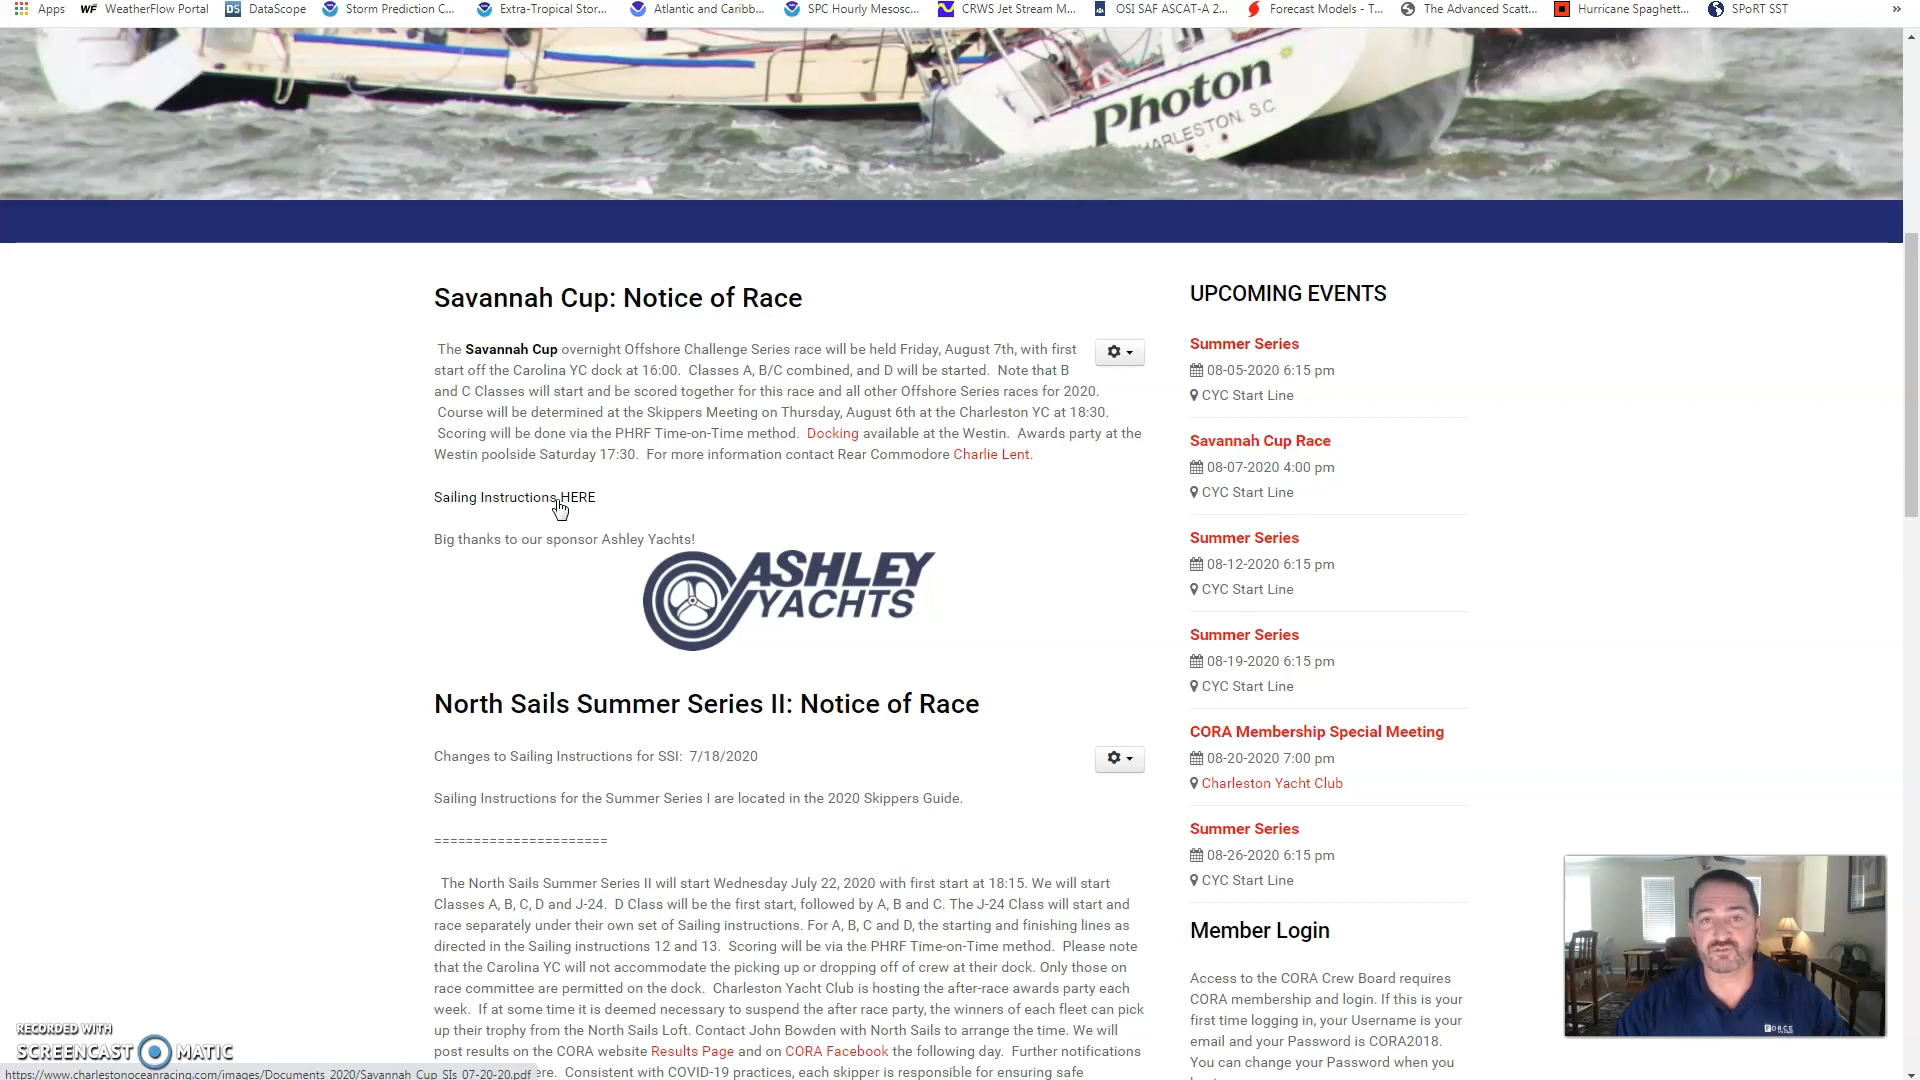 Apps WeatherFlow Portal DataScope Storm Prediction C... Extra-Tropical Stor... Atlantic and Caribb... SPC Hourly Mesosc... CRWS Jet Stream M... OSI SAF ASCAT-A 2... Forecast Models - T... The Advanced Scatt... Hurricane Spaghett... SPoRT SST »
Photon
CHARLESTON, S.C
Savannah Cup: Notice of Race
The Savannah Cup overnight Offshore Challenge Series race will be held Friday, August 7th, with first
start off the Carolina YC dock at 16:00. Classes A, B/C combined, and D will be started. Note that B
and C Classes will start and be scored together for this race and all other Offshore Series races for 2020.
Course will be determined at the Skippers Meeting on Thursday, August 6th at the Charleston YC at 18:30.
Scoring will be done via the PHRF Time-on-Time method. Docking available at the Westin. Awards party at the
Westin poolside Saturday 17:30. For more information contact Rear Commodore Charlie Lent.
Sailing Instructions HERE
Big thanks to our sponsor Ashley Yachts!
ASHLEY
YACHTS
North Sails Summer Series II: Notice of Race
Changes to Sailing Instructions for SSI: 7/18/2020
Sailing Instructions for the Summer Series I are located in the 2020 Skippers Guide.
======================
The North Sails Summer Series II will start Wednesday July 22, 2020 with first start at 18:15. We will start
Classes A, B, C, D and J-24. D Class will be the first start, followed by A, B and C. The J-24 Class will start and
race separately under their own set of Sailing instructions. For A, B, C and D, the starting and finishing lines as
directed in the Sailing instructions 12 and 13. Scoring will be via the PHRF Time-on-Time method. Please note
that the Carolina YC will not accommodate the picking up or dropping off of crew at their dock. Only those on
race committee are permitted on the dock. Charleston Yacht Club is hosting the after-race awards party each
week. If at some time it is deemed necessary to suspend the after race party, the winners of each fleet can pick
up their trophy from the North Sails Loft. Contact John Bowden with North Sails to arrange the time. We will
post results on the CORA website Results Page and on CORA Facebook the following day. Further notifications
ere. Consistent with COVID-19 practices, each skipper is responsible for ensuring safe
UPCOMING EVENTS
Summer Series
08-05-2020 6:15 pm
CYC Start Line
Savannah Cup Race
08-07-2020 4:00 pm
CYC Start Line
Summer Series
08-12-2020 6:15 pm
CYC Start Line
Summer Series
08-19-2020 6:15 pm
CYC Start Line
CORA Membership Special Meeting
08-20-2020 7:00 pm
Charleston Yacht Club
Summer Series
08-26-2020 6:15 pm
CYC Start Line
Member Login
Access to the CORA Crew Board requires
CORA membership and login. If this is your
first time logging in, your Username is your
email and your Password is CORA2018.
You can change your Password when you
RECORDED WITH
SCREENCAST MATIC
https://www.charlestonoceanracing.com/images/Documents_2020/Savannah_Cup_SIs_07-20-20.pdf
FORCE